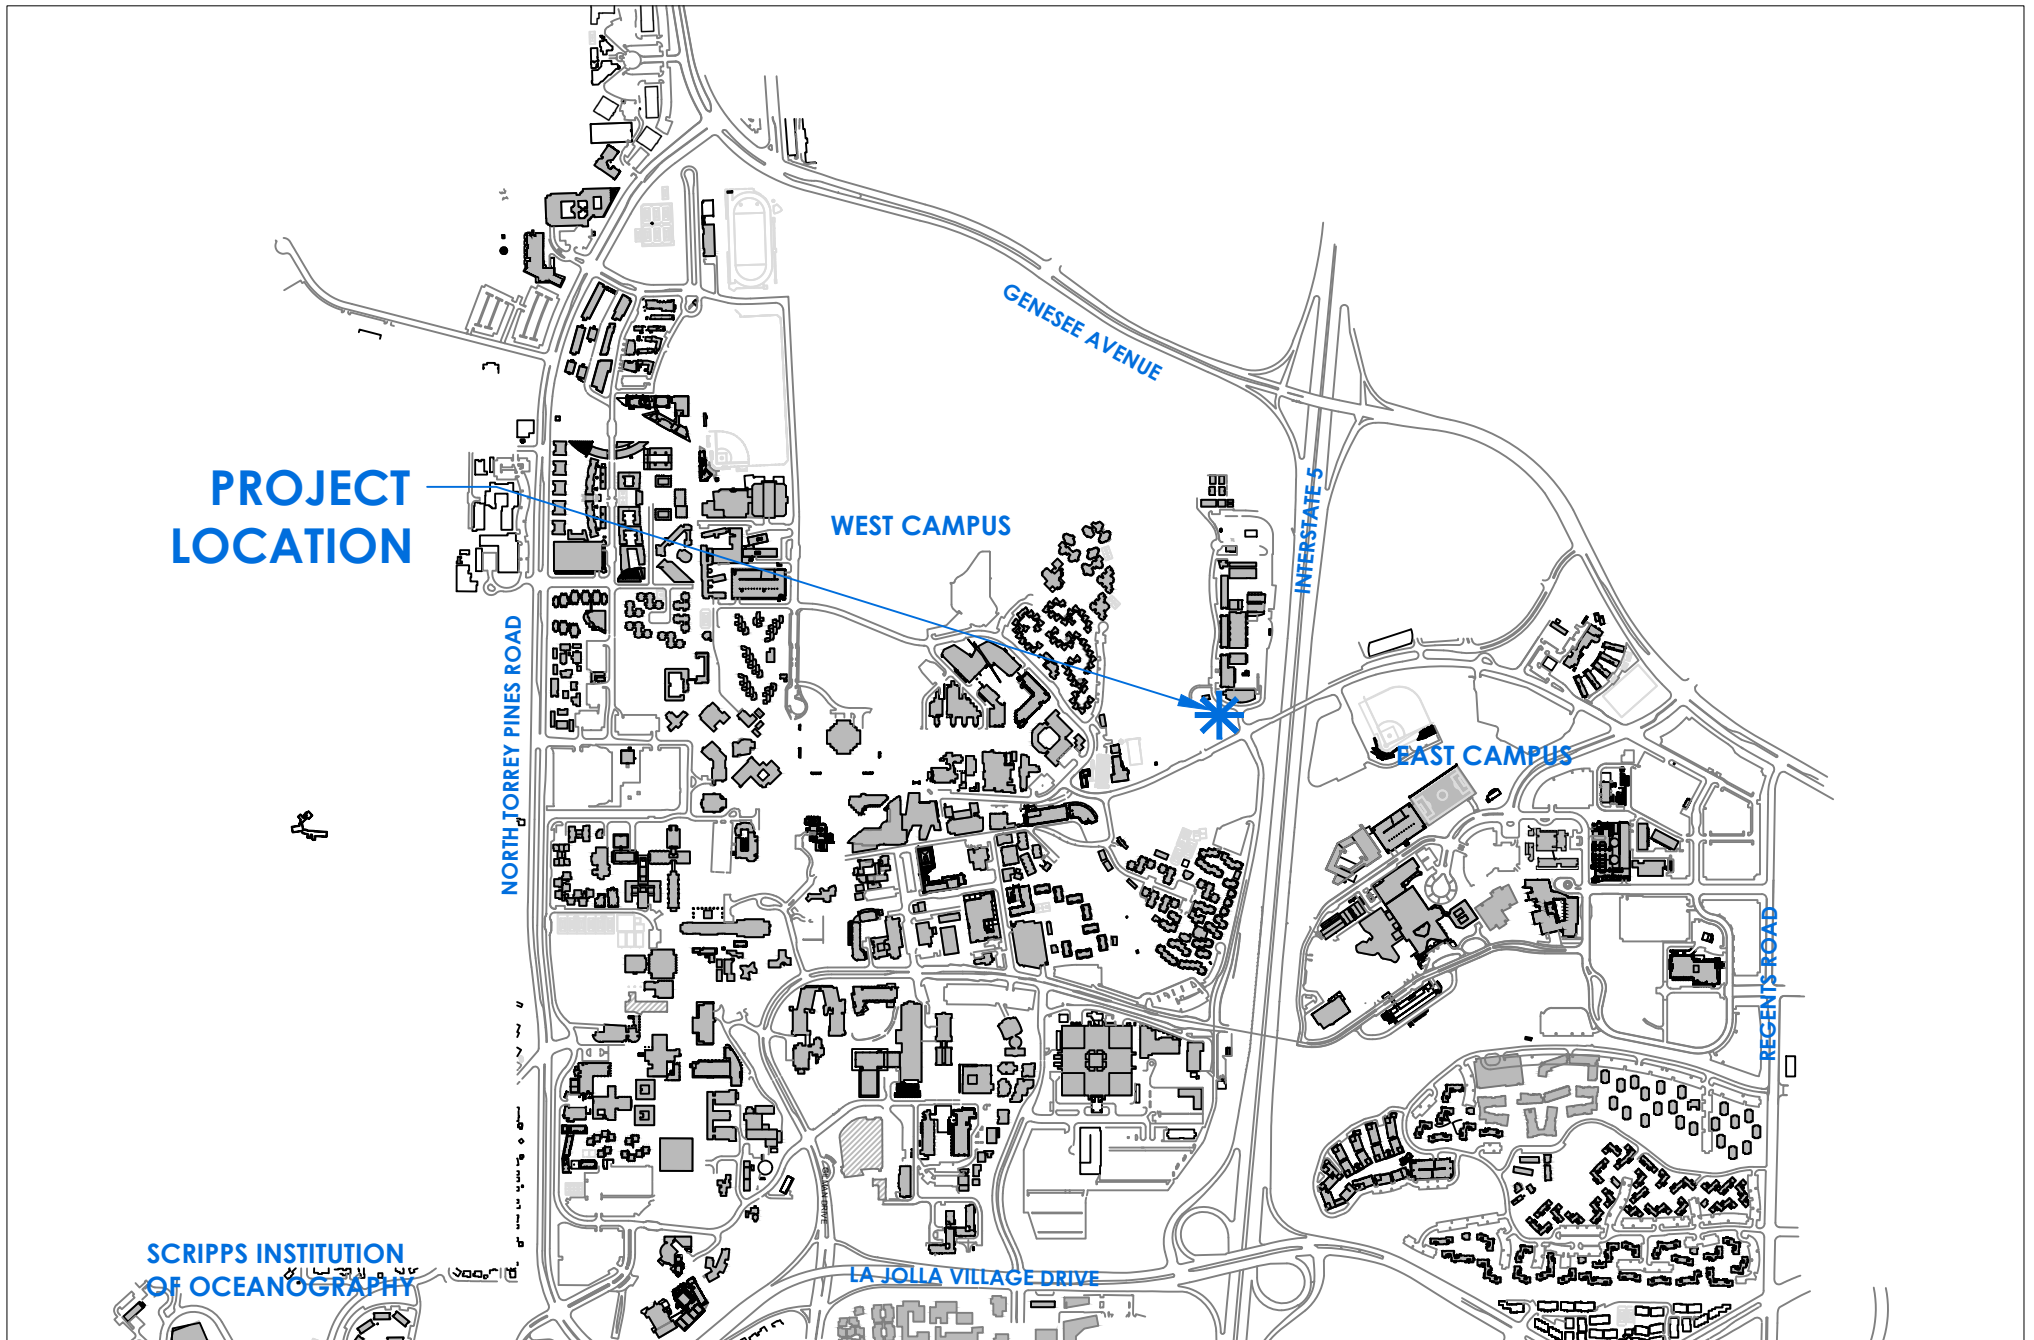 GENESEE AVENUE
PROJECT
LOCATION
WEST CAMPUS
INTERSTATE 5
NORTH TORREY PINES ROAD
EAST CAMPUS
REGENTS ROAD
SCRIPPS INSTITUTION
OF OCEANOGRAPHY
LA JOLLA VILLAGE DRIVE